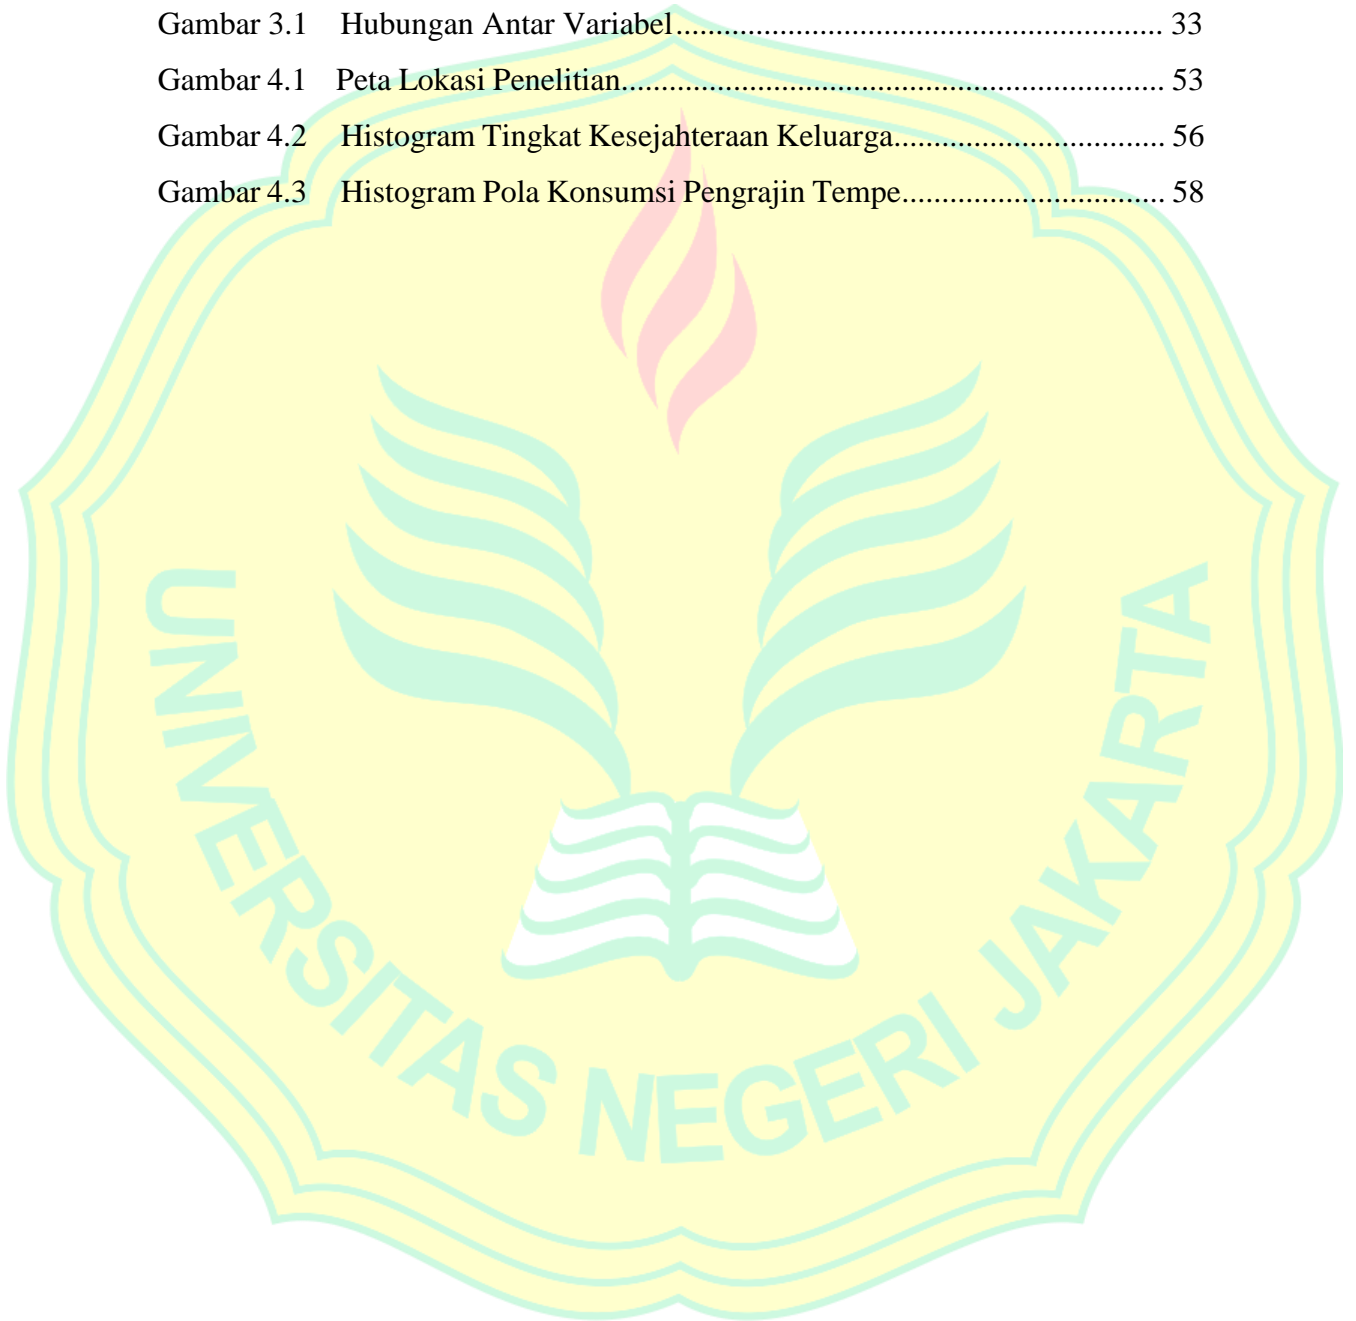 Gambar 3.1 Hubungan Antar Variabel............................................................. 33
Gambar 4.1 Peta Lokasi Penelitian.................................................................... 53
Gambar 4.2 Histogram Tingkat Kesejahteraan Keluarga.................................. 56
Gambar 4.3 Histogram Pola Konsumsi Pengrajin Tempe................................. 58
UNIVERSITAS NEGERI JAKARTA